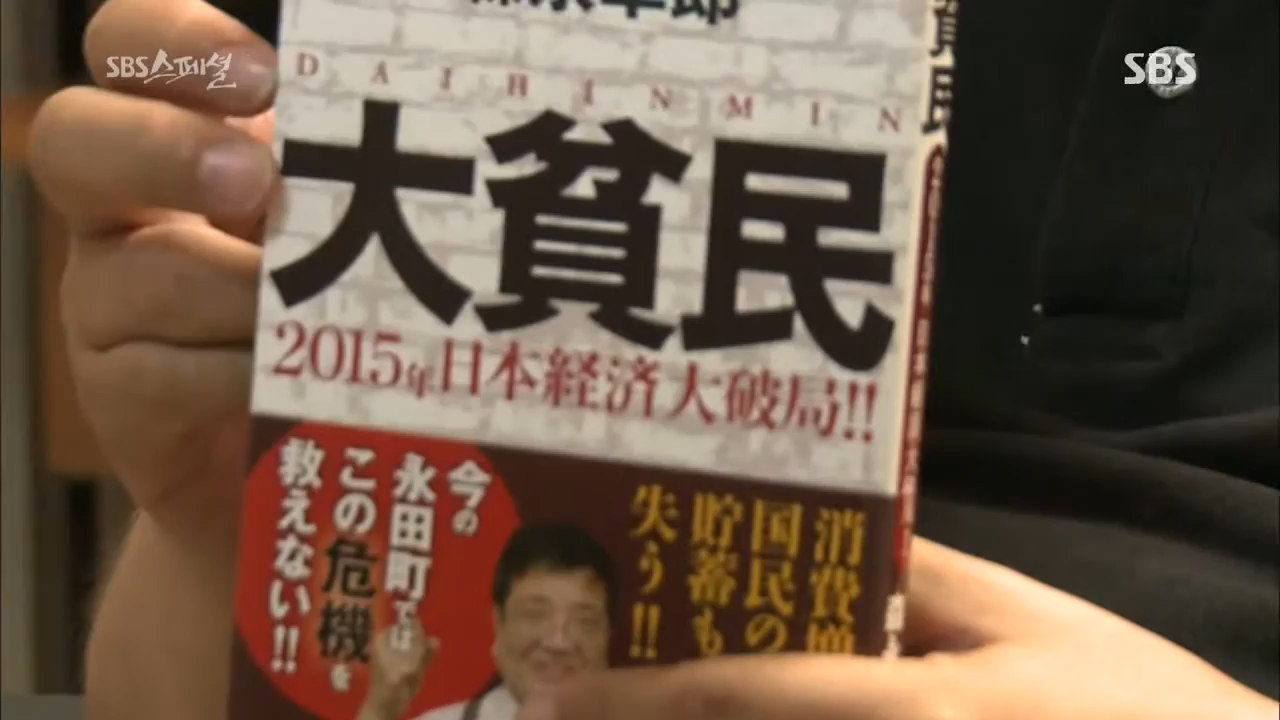 SBS스페셜
SBS
DAIHINMIN
大貧民
2015年日本経済大破局!!
今の
永田町では
この危機を
救えない!!
消費増
国民の
貯蓄も
失う!!
貧民